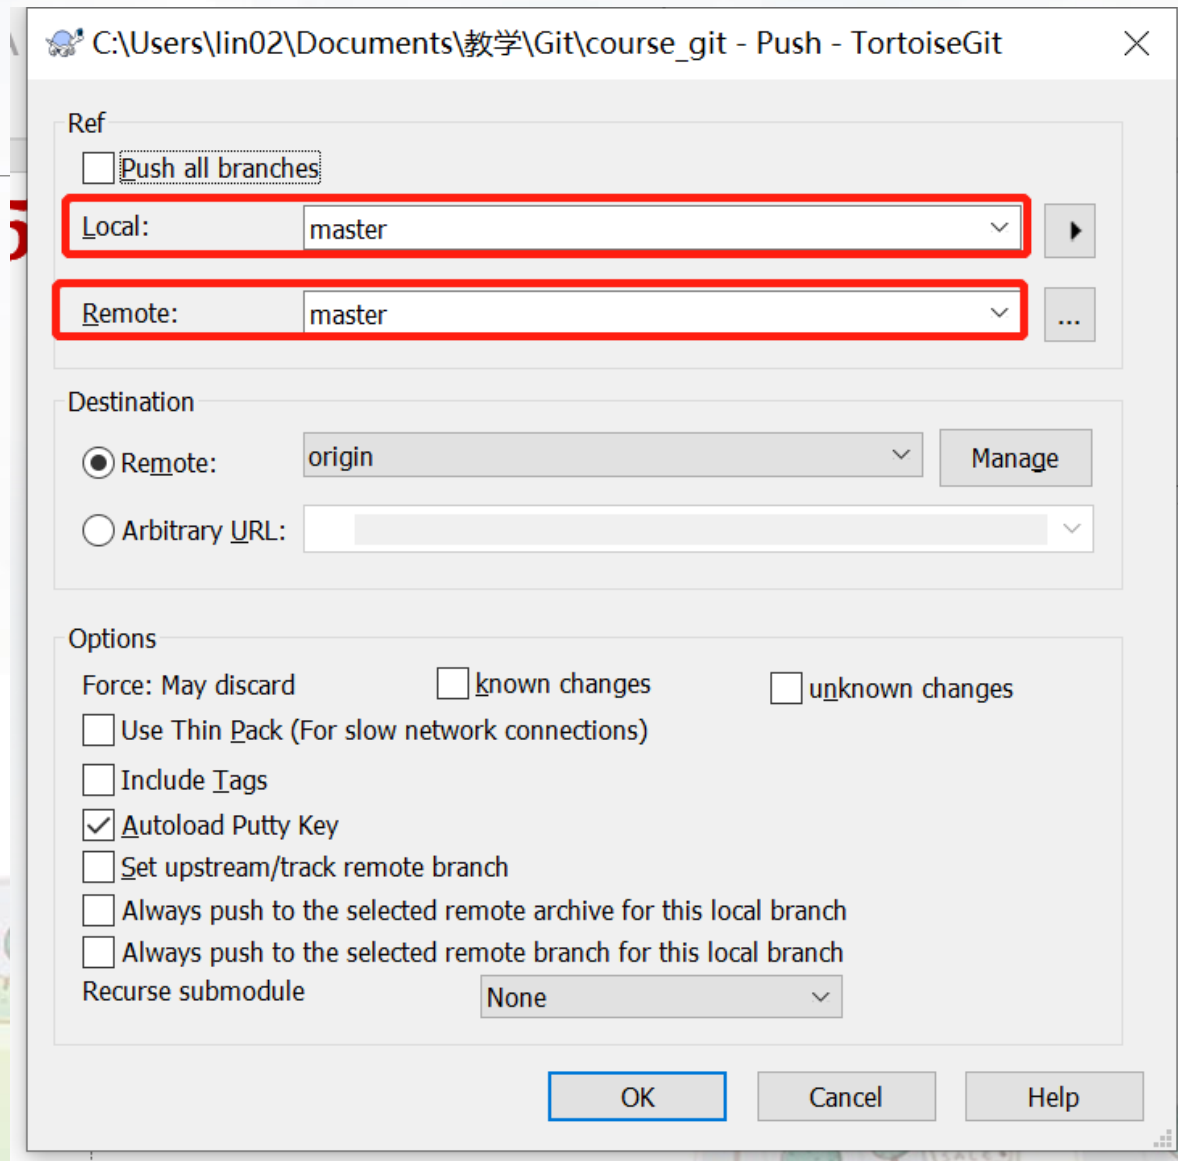 C:\Users\lin02\Documents\教学\Git\course_git - Push - TortoiseGit
Ref
Push all branches
Local: master
Remote: master
...
Destination
Remote: origin Manage
Arbitrary URL:
Options
Force: May discard known changes unknown changes
Use Thin Pack (For slow network connections)
Include Tags
Autoload Putty Key
Set upstream/track remote branch
Always push to the selected remote archive for this local branch
Always push to the selected remote branch for this local branch
Recurse submodule None
OK Cancel Help